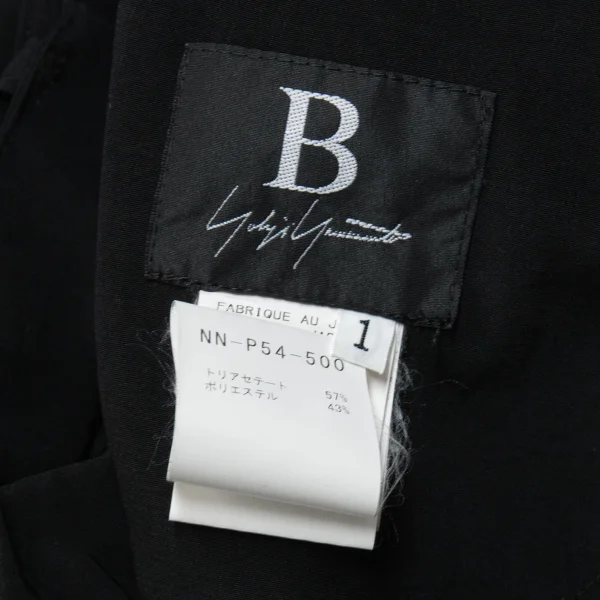 B
Yohji Yamamoto
FABRIQUE AU J
1
NN-P54-500
トリアセテート 57%
ポリエステル 43%